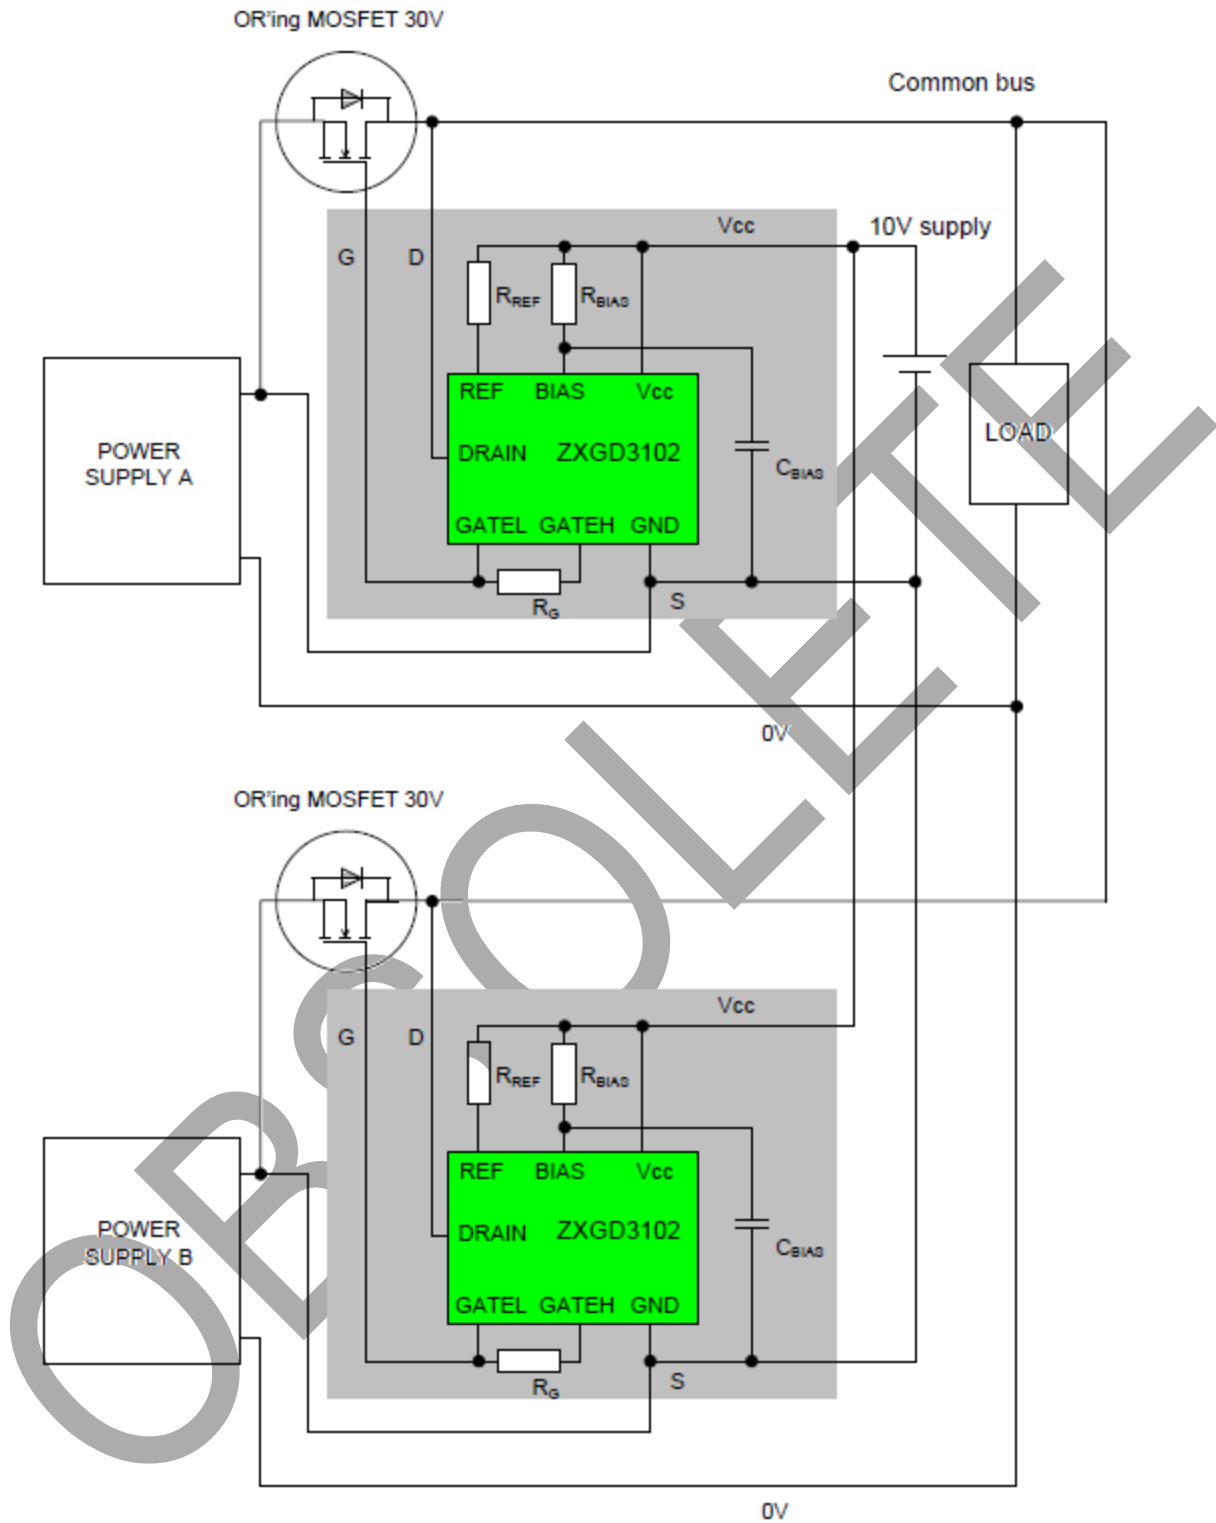 OR'ing MOSFET 30V
Common bus
Vcc
10V supply
G
D
RREF
RBIAS
REF BIAS Vcc
POWER
SUPPLY A
DRAIN ZXGD3102
LOAD
CBIAS
GATEL GATEH GND
RG
S
0V
OR'ing MOSFET 30V
Vcc
G
D
RREF
RBIAS
REF BIAS Vcc
POWER
SUPPLY B
DRAIN ZXGD3102
CBIAS
GATEL GATEH GND
RG
S
0V
OBSOLETE